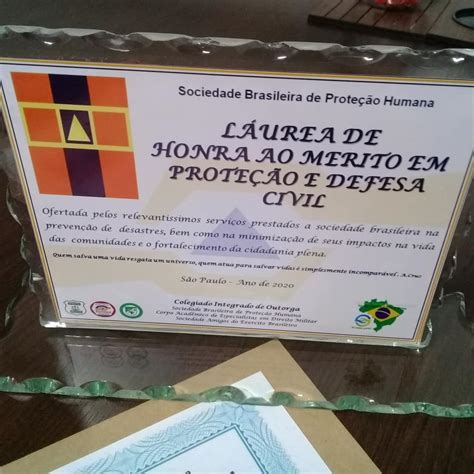 Sociedade Brasileira de Proteção Humana
LÁUREA DE
HONRA AO MERITO EM
PROTEÇÃO E DEFESA
CIVIL
Ofertada pelos relevantissimos serviços prestados a sociedade brasileira na
prevenção de desastres, bem como na minimização de seus impactos na vida
das comunidades e o fortalecimento da cidadania plena.
Quem salva uma vida resgata um universo, quem atua para salvar vidas é simplesmente incomparável. A.Cruz
São Paulo - Ano de 2020
Colegiado Integrado de Outorga
Sociedade Brasileira de Proteção Humana
Corpo Acadêmico de Especialistas em Direito Militar
Sociedade Amigos do Exercito Brasileiro